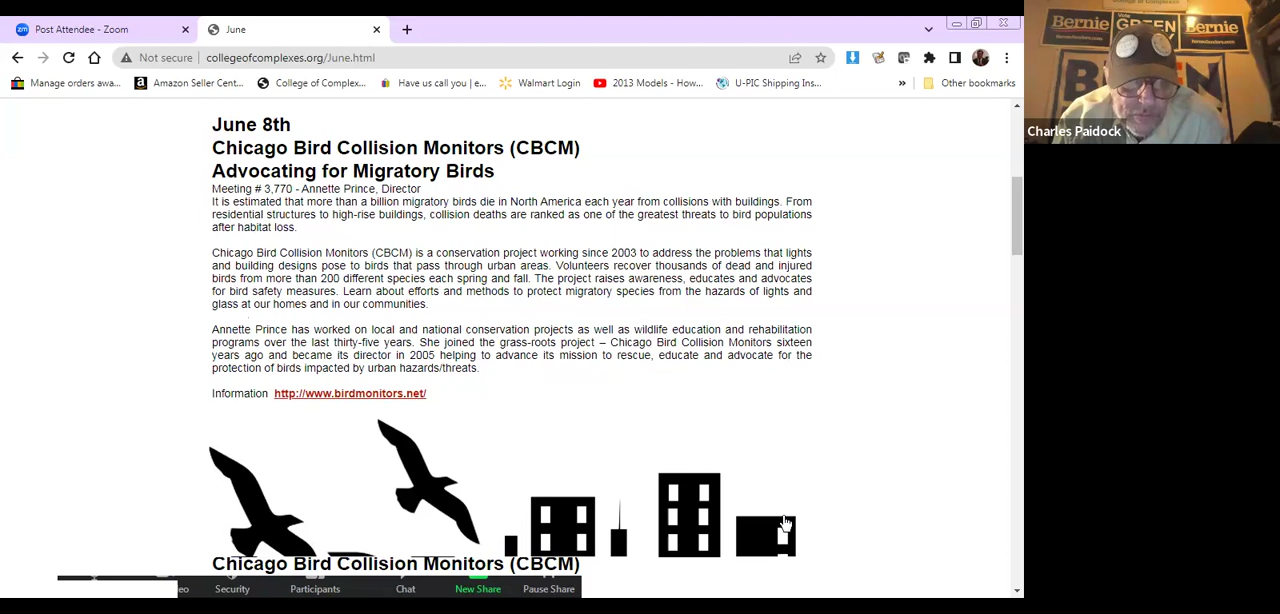 Post Attendee - Zoom
June
Not secure
collegeofcomplexes.org/June.html
Manage orders awa...
Amazon Seller Cent...
College of Complex...
Have us call you | e...
Walmart Login
2013 Models - How...
U-PIC Shipping Ins...
»
Other bookmarks
June 8th
Chicago Bird Collision Monitors (CBCM)
Advocating for Migratory Birds
Meeting # 3,770 - Annette Prince, Director
It is estimated that more than a billion migratory birds die in North America each year from collisions with buildings. From
residential structures to high-rise buildings, collision deaths are ranked as one of the greatest threats to bird populations
after habitat loss.
Chicago Bird Collision Monitors (CBCM) is a conservation project working since 2003 to address the problems that lights
and building designs pose to birds that pass through urban areas. Volunteers recover thousands of dead and injured
birds from more than 200 different species each spring and fall. The project raises awareness, educates and advocates
for bird safety measures. Learn about efforts and methods to protect migratory species from the hazards of lights and
glass at our homes and in our communities.
Annette Prince has worked on local and national conservation projects as well as wildlife education and rehabilitation
programs over the last thirty-five years. She joined the grass-roots project – Chicago Bird Collision Monitors sixteen
years ago and became its director in 2005 helping to advance its mission to rescue, educate and advocate for the
protection of birds impacted by urban hazards/threats.
Information http://www.birdmonitors.net/
Chicago Bird Collision Monitors (CBCM)
eo
Security
Participants
Chat
New Share
Pause Share
Bernie
GREEN
Bernie
Charles Paidock